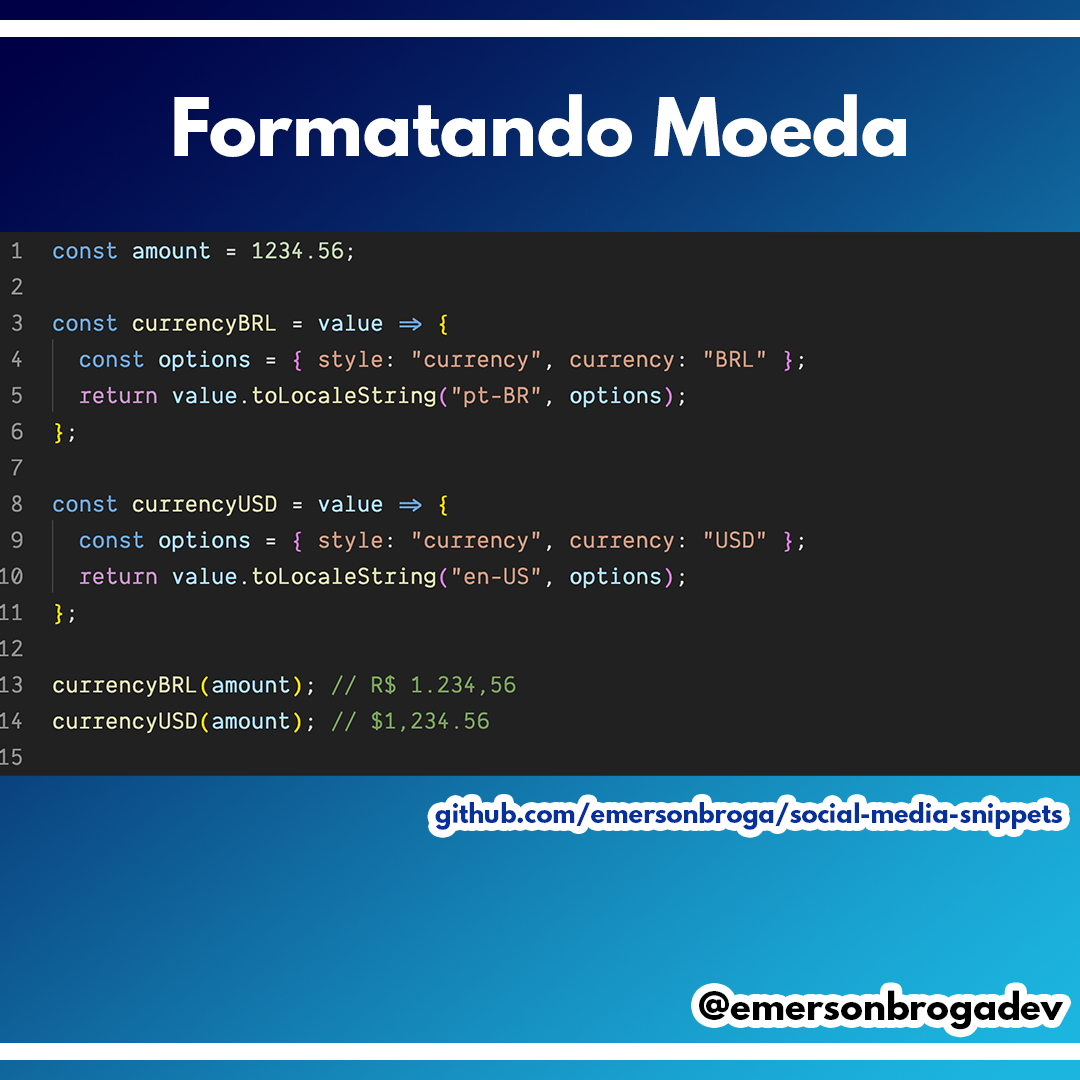 Formatando Moeda
1 const amount = 1234.56;
2
3 const currencyBRL = value => {
4   const options = { style: "currency", currency: "BRL" };
5   return value.toLocaleString("pt-BR", options);
6 };
7
8 const currencyUSD = value => {
9   const options = { style: "currency", currency: "USD" };
10   return value.toLocaleString("en-US", options);
11 };
12
13 currencyBRL(amount); // R$ 1.234,56
14 currencyUSD(amount); // $1,234.56
15
github.com/emersonbroga/social-media-snippets
@emersonbrogadev